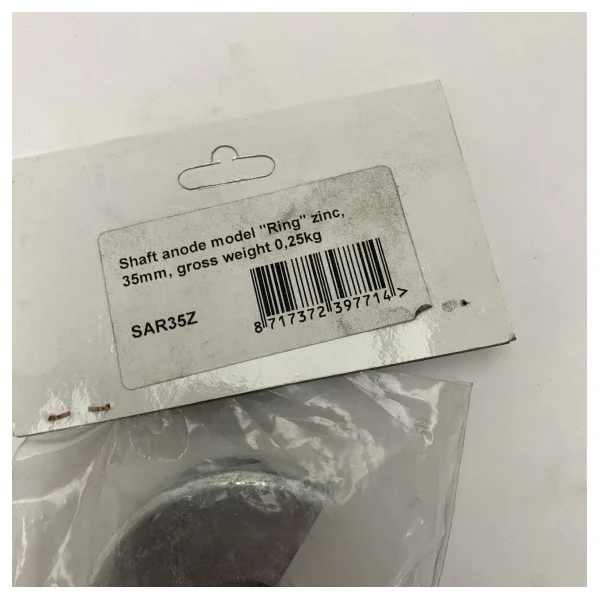 Shaft anode model "Ring" zinc,
35mm, gross weight 0,25kg
SAR35Z
8 717372 397714 >